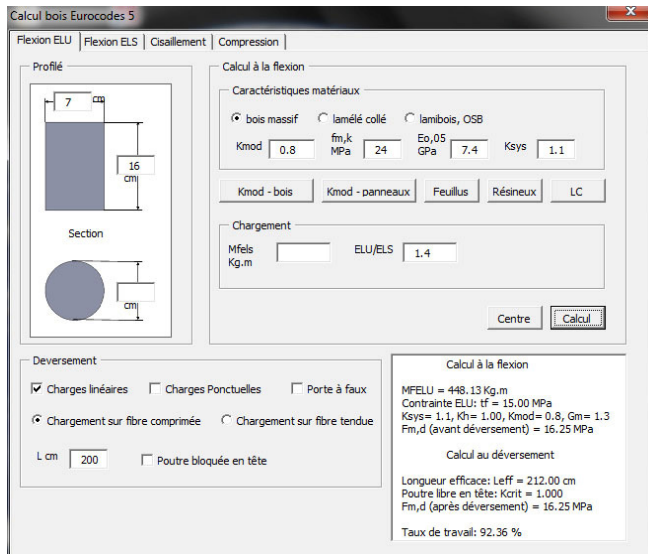 Calcul bois Eurocodes 5
x
Flexion ELU | Flexion ELS | Cisaillement | Compression |
Profilé
7 cm
16
cm
Section
cm
Calcul à la flexion
Caractéristiques matériaux
bois massif lamélé collé lamibois, OSB
Kmod 0.8 fm,k MPa 24 Eo,05 GPa 7.4 Ksys 1.1
Kmod - bois Kmod - panneaux Feuillus Résineux LC
Chargement
Mfels Kg.m ELU/ELS 1.4
Centre Calcul
Deversement
Charges linéaires Charges Ponctuelles Porte à faux
Chargement sur fibre comprimée Chargement sur fibre tendue
L cm 200 Poutre bloquée en tête
Calcul à la flexion
MFELU = 448.13 Kg.m
Contrainte ELU: tf = 15.00 MPa
Ksys= 1.1, Kh= 1.00, Kmod= 0.8, Gm= 1.3
Fm,d (avant déversement) = 16.25 MPa
Calcul au déversement
Longueur efficace: Leff = 212.00 cm
Poutre libre en tête: Kcrit = 1.000
Fm,d (après déversement) = 16.25 MPa
Taux de travail: 92.36 %